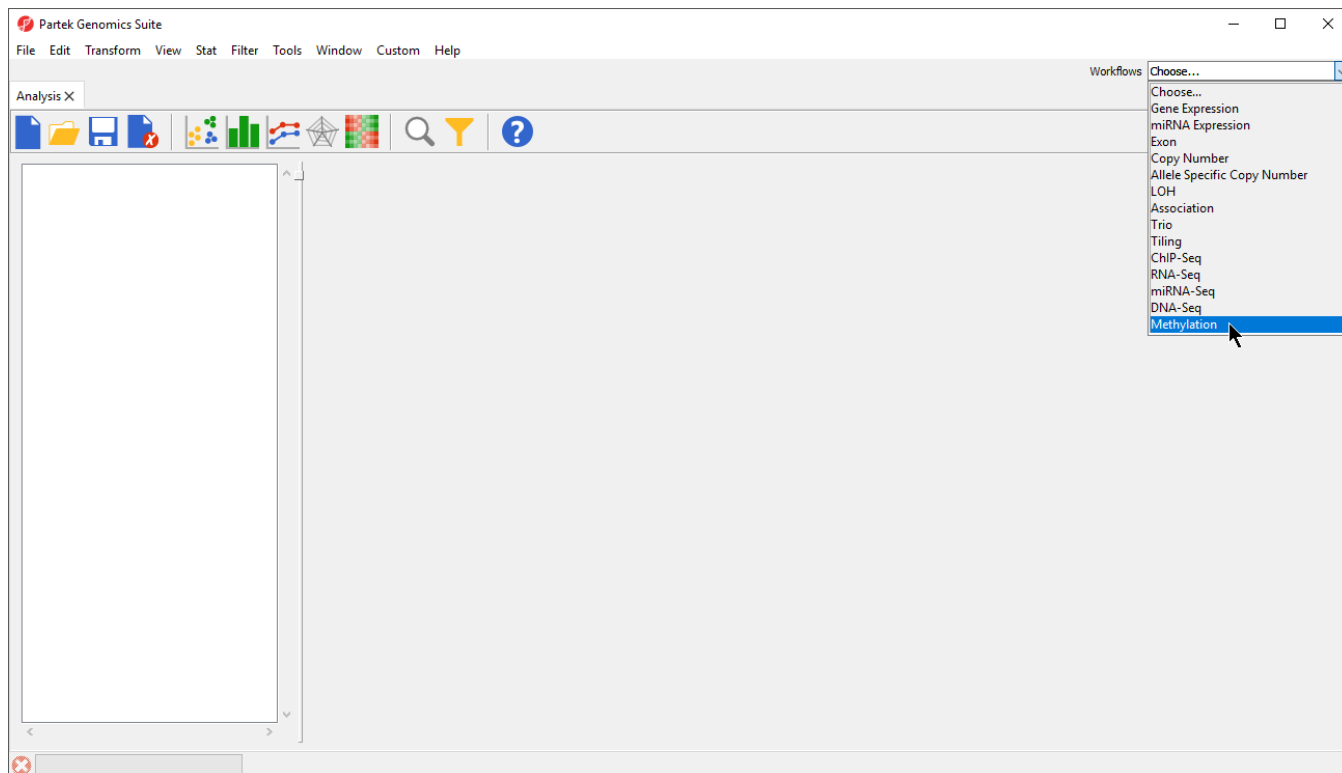 Partek Genomics Suite
File Edit Transform View Stat Filter Tools Window Custom Help
Workflows Choose...
Analysis
Choose...
Gene Expression
miRNA Expression
Exon
Copy Number
Allele Specific Copy Number
LOH
Association
Trio
Tiling
ChIP-Seq
RNA-Seq
miRNA-Seq
DNA-Seq
Methylation
?